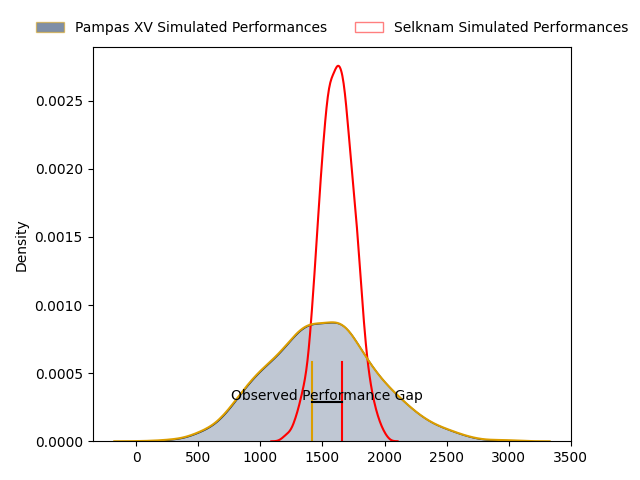 Pampas XV Simulated Performances Selknam Simulated Performances
0.0025
0.0020
0.0015
0.0010
0.0005
0.0000
Density
Observed Performance Gap
0 500 1000 1500 2000 2500 3000 3500